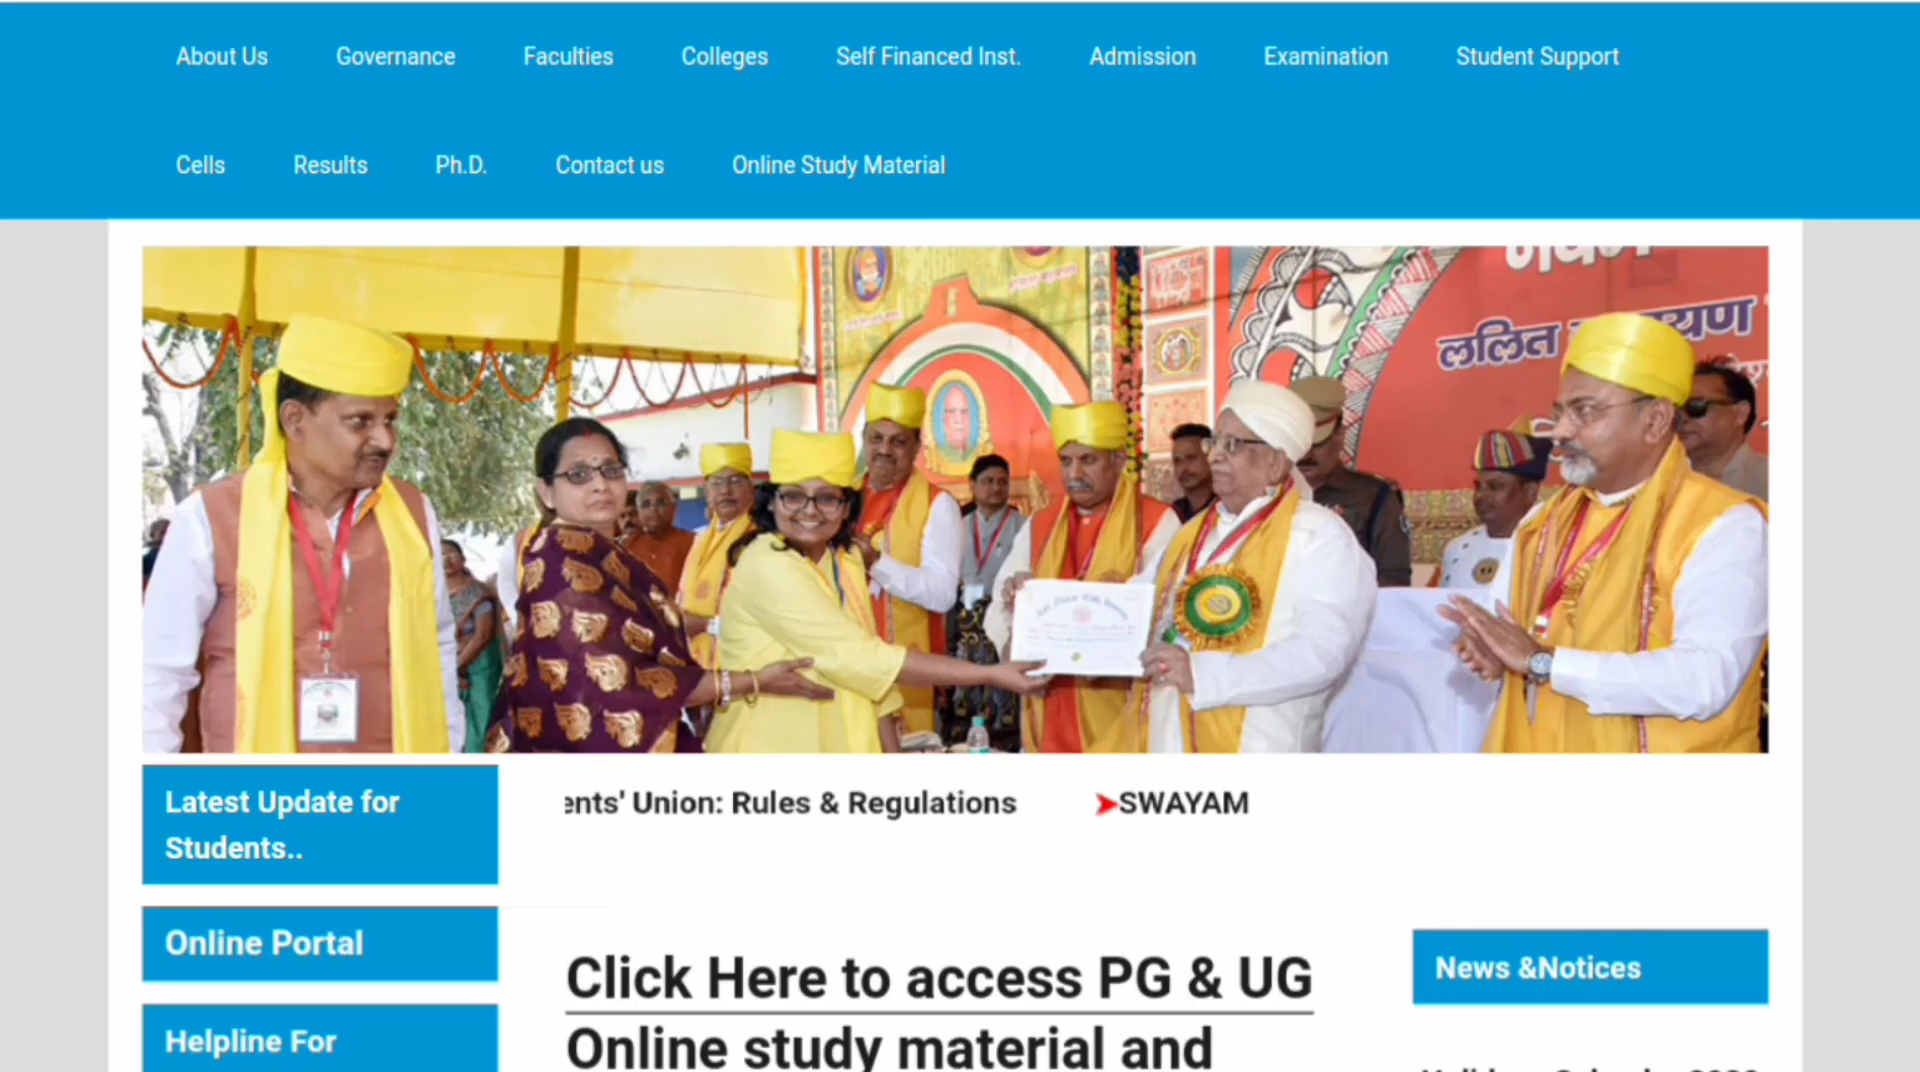 About Us Governance Faculties Colleges Self Financed Inst. Admission Examination Student Support
Cells Results Ph.D. Contact us Online Study Material
ललित
Latest Update for
Students..
ents' Union: Rules & Regulations ➤SWAYAM
Online Portal
Helpline For
Click Here to access PG & UG
Online study material and
News &Notices